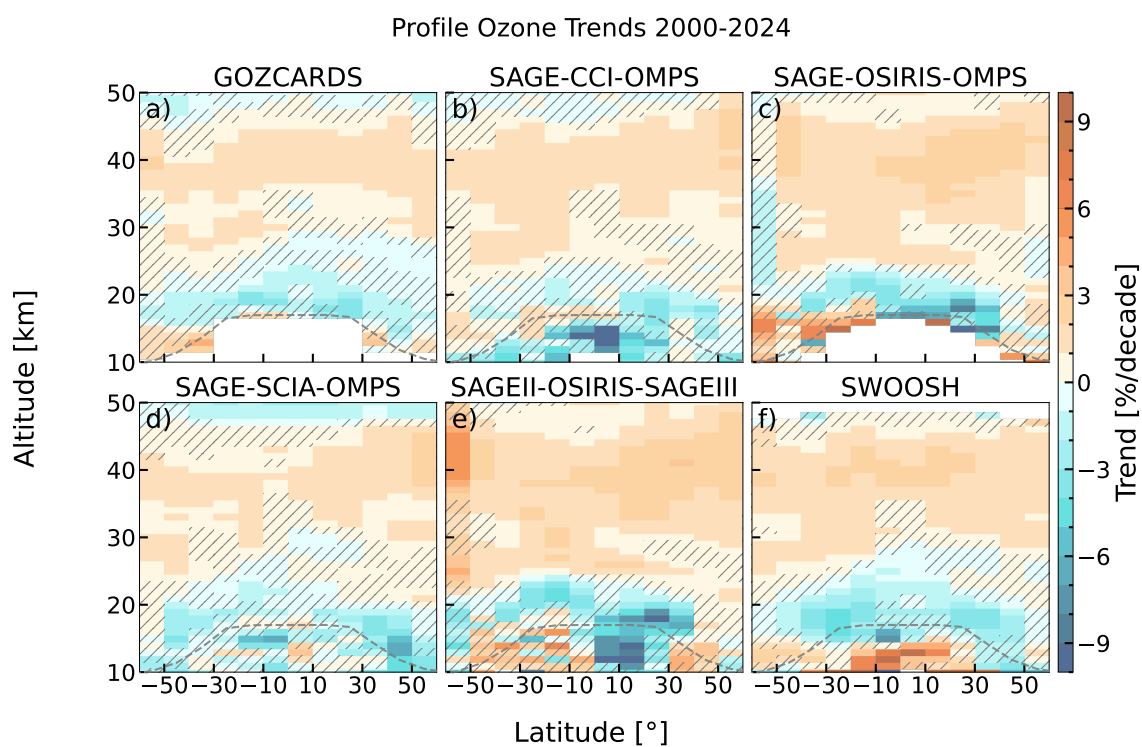 Profile Ozone Trends 2000-2024
GOZCARDS SAGE-CCI-OMPS SAGE-OSIRIS-OMPS
a) b) c)
50
40
30
20
10
9
6
3
0
−3
−6
−9
Trend [%/decade]
Altitude [km]
SAGE-SCIA-OMPS SAGEII-OSIRIS-SAGEIII SWOOSH
d) e) f)
50
40
30
20
10
−50 −30 −10 10 30 50 −50 −30 −10 10 30 50 −50 −30 −10 10 30 50
Latitude [°]